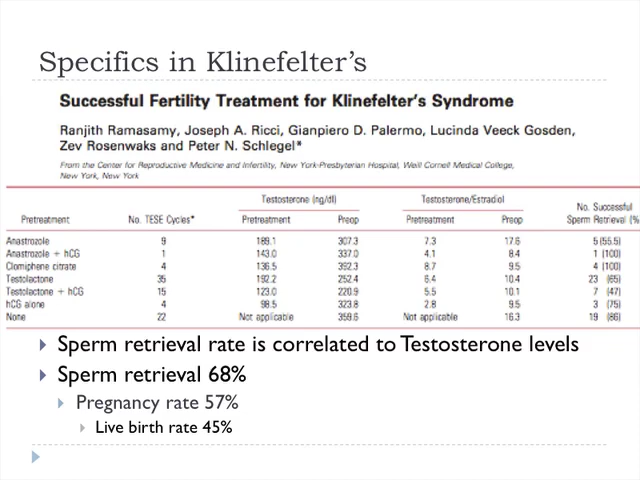 Specifics in Klinefelter's
Successful Fertility Treatment for Klinefelter's Syndrome
Ranjith Ramasamy, Joseph A. Ricci, Gianpiero D. Palermo, Lucinda Veeck Gosden,
Zev Rosenwaks and Peter N. Schlegel*
From the Center for Reproductive Medicine and Infertility, New York-Presbyterian Hospital, Weill Cornell Medical College,
New York, New York
Testosterone (ng/dl) Testosterone/Estradiol No. Successful
Pretreatment No. TESE Cycles* Pretreatment Preop Pretreatment Preop Sperm Retrieval (%
Anastrozole 9 189.1 307.3 7.3 17.6 5 (55.5)
Anastrozole + hCG 1 143.0 337.0 4.1 8.4 1 (100)
Clomiphene citrate 4 136.5 392.3 8.7 9.5 4 (100)
Testolactone 35 192.2 252.4 6.4 10.4 23 (65)
Testolactone + hCG 15 123.0 220.9 5.5 10.1 7 (47)
hCG alone 4 98.5 323.8 2.8 9.5 3 (75)
None 22 Not applicable 359.6 Not applicable 16.3 19 (86)
Sperm retrieval rate is correlated to Testosterone levels
Sperm retrieval 68%
Pregnancy rate 57%
Live birth rate 45%